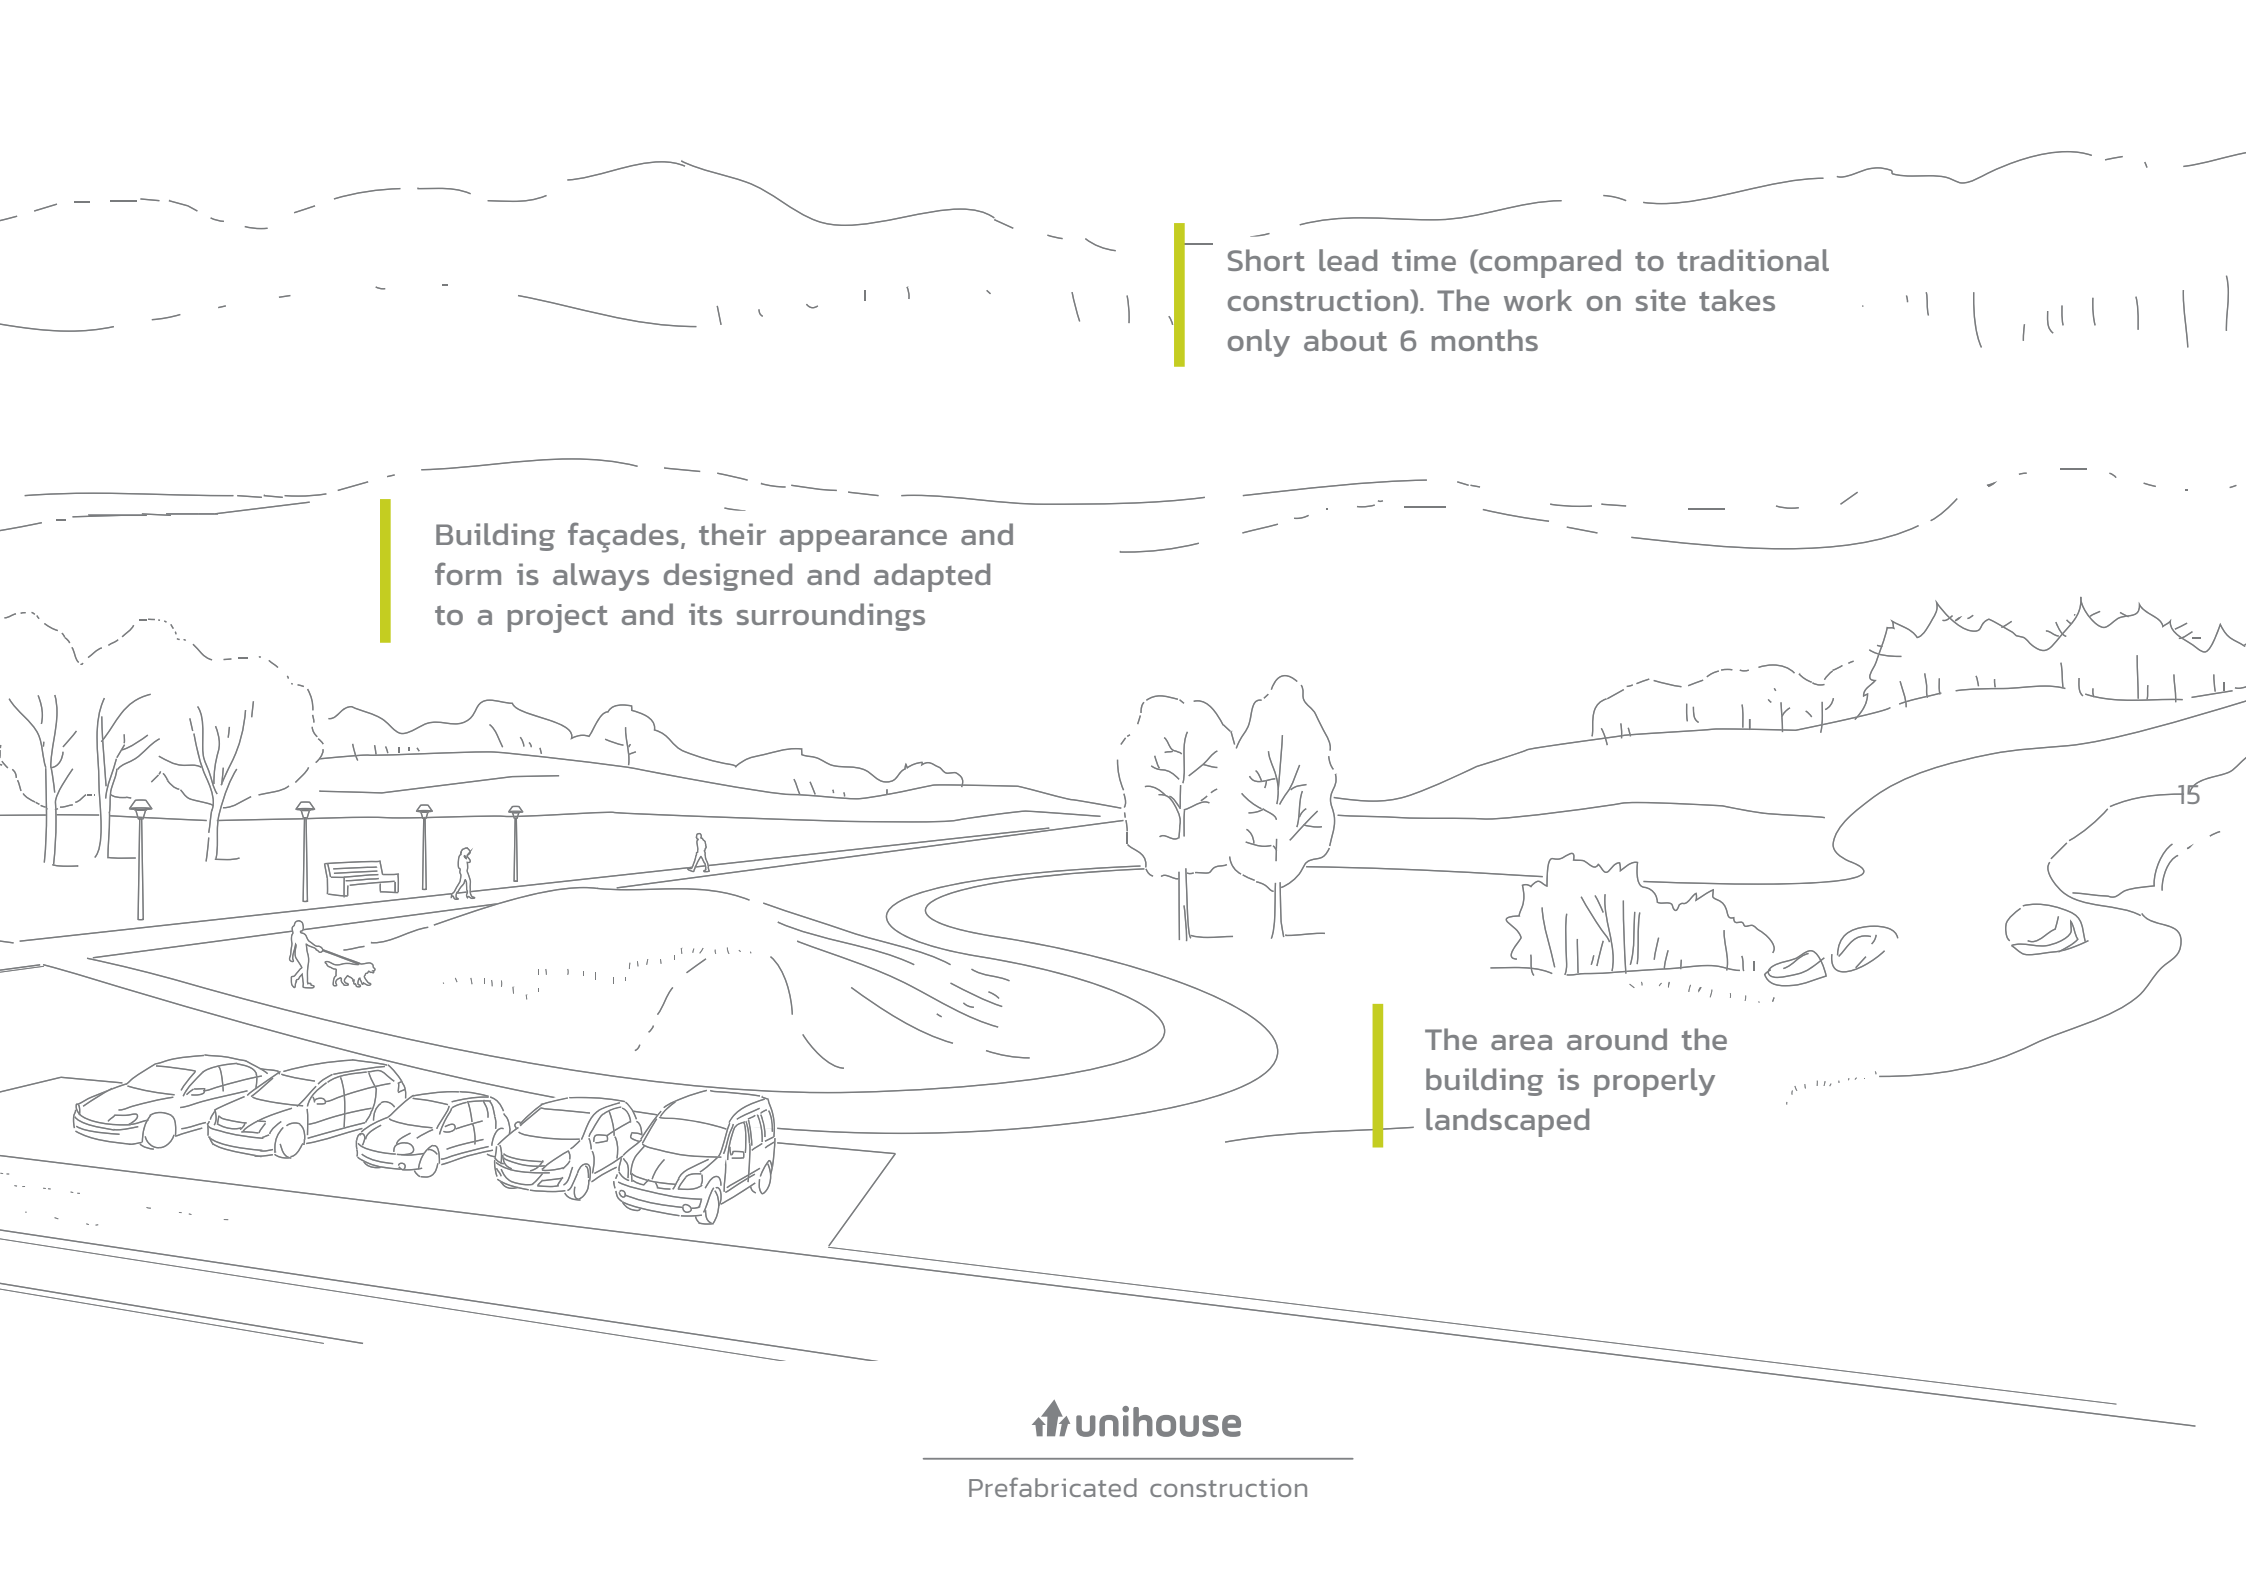 Short lead time (compared to traditional
construction). The work on site takes
only about 6 months
Building façades, their appearance and
form is always designed and adapted
to a project and its surroundings
15
The area around the
building is properly
landscaped
unihouse
Prefabricated construction